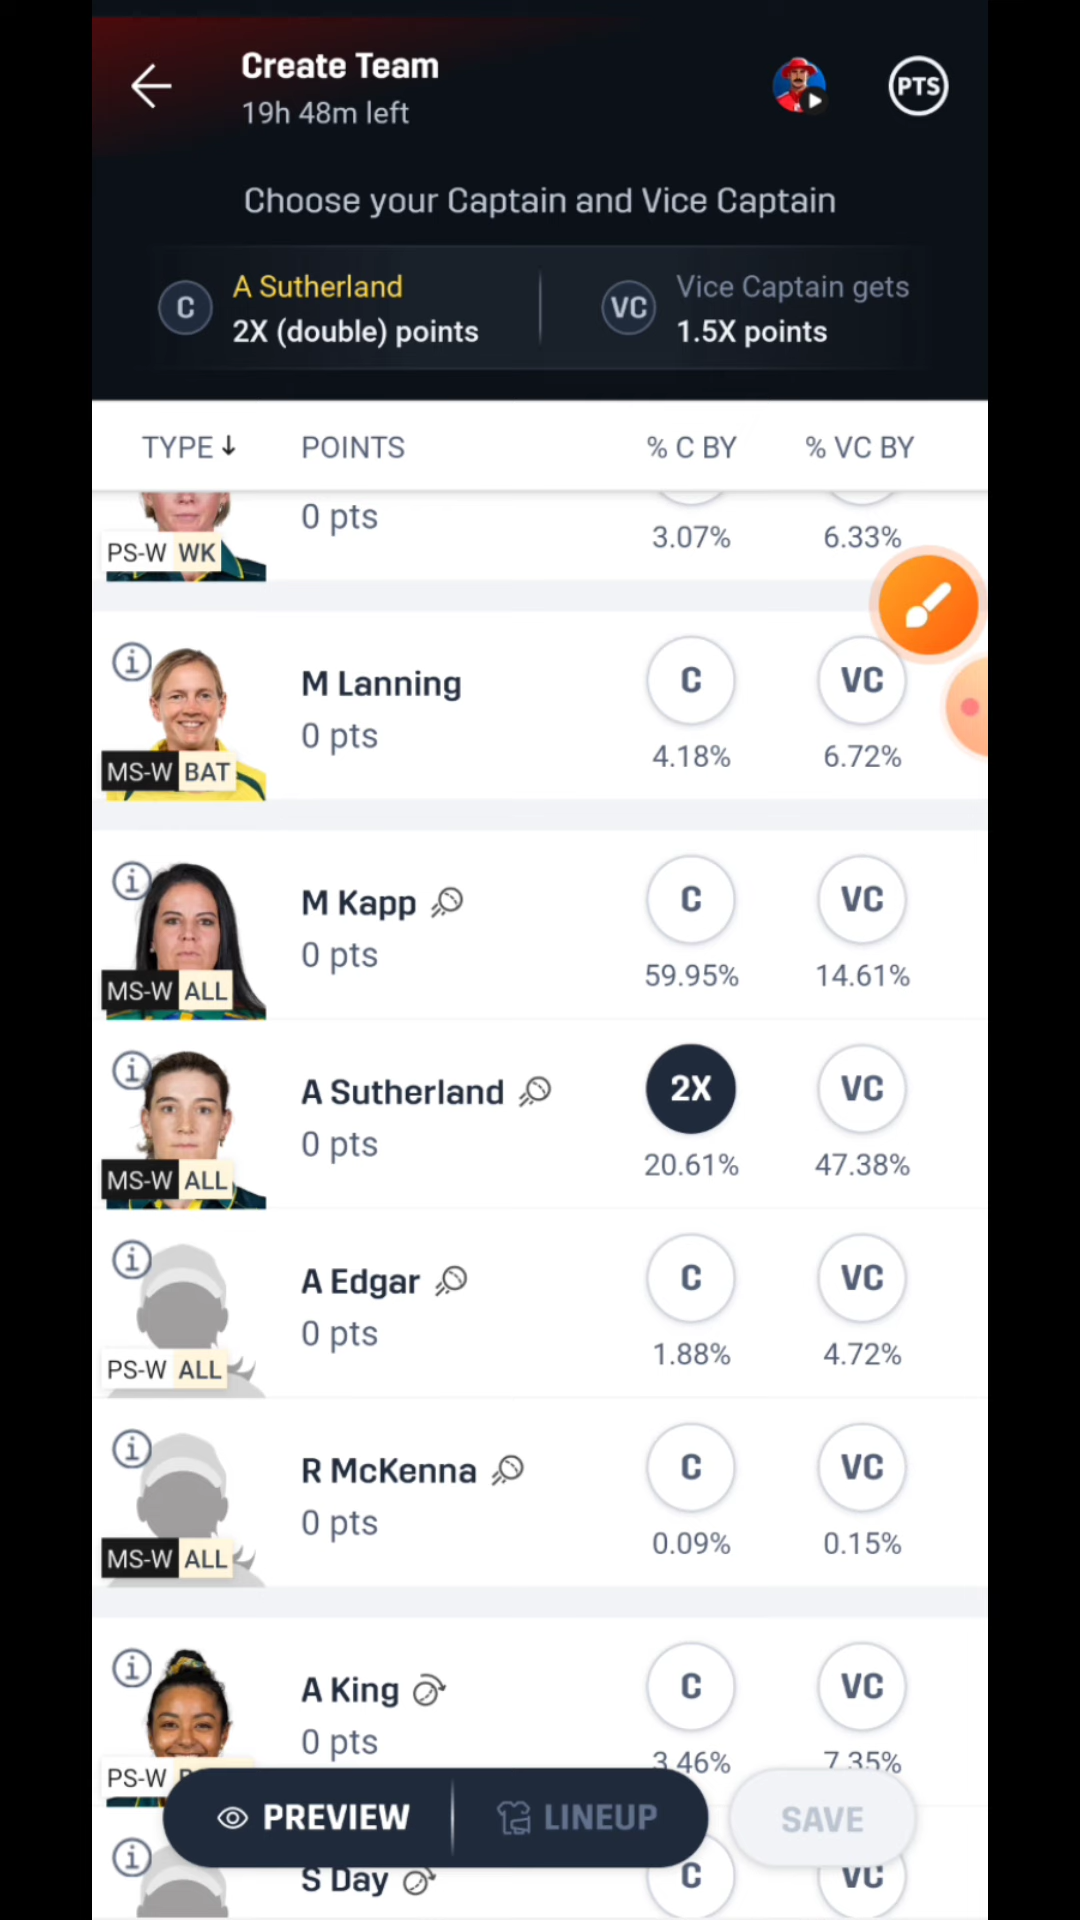 Create Team
19h 48m left
PTS
Choose your Captain and Vice Captain
C
A Sutherland
2X (double) points
VC
Vice Captain gets
1.5X points
TYPE ↓ POINTS % C BY % VC BY
0 pts
3.07% 6.33%
PS-W WK
M Lanning C VC
0 pts
4.18% 6.72%
MS-W BAT
M Kapp C VC
0 pts
59.95% 14.61%
MS-W ALL
A Sutherland 2X VC
0 pts
20.61% 47.38%
MS-W ALL
A Edgar C VC
0 pts
1.88% 4.72%
PS-W ALL
R McKenna C VC
0 pts
0.09% 0.15%
MS-W ALL
A King C VC
0 pts
3.46% 7.35%
PS-W
PREVIEW LINEUP SAVE
S Day C VC